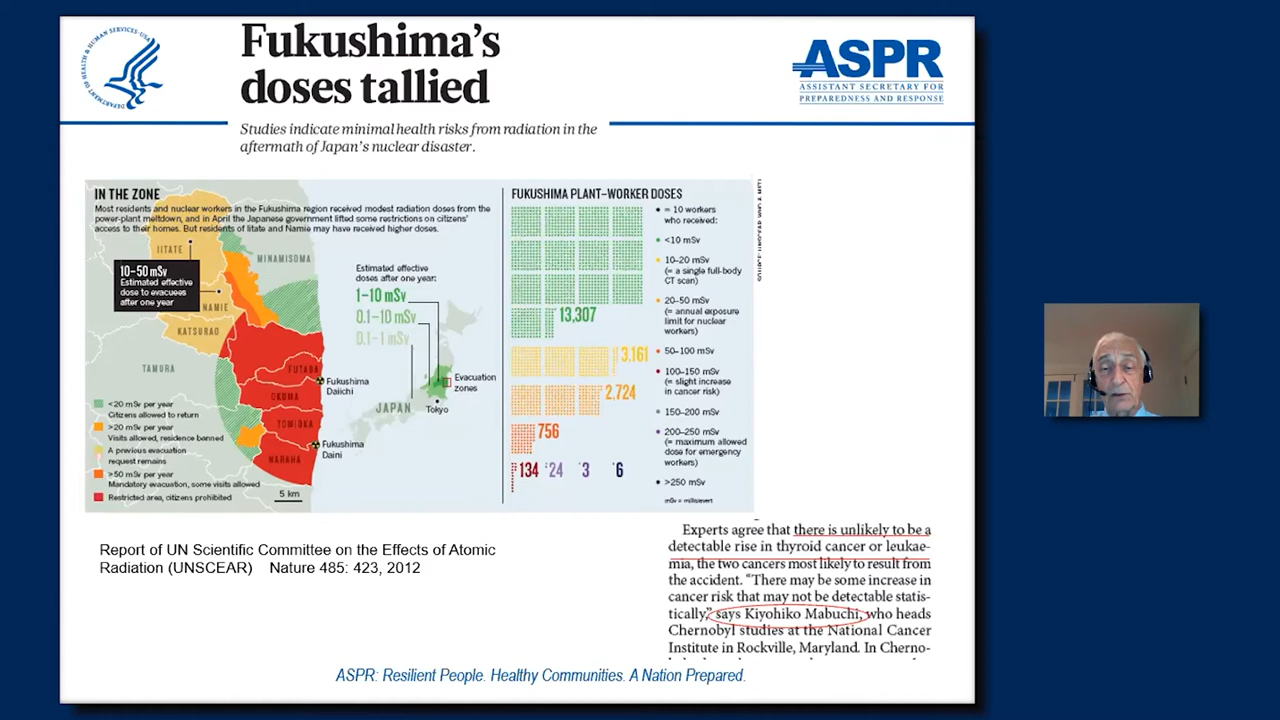 DEPARTMENT OF HEALTH & HUMAN SERVICES · USA
Fukushima's
doses tallied
ASPR
ASSISTANT SECRETARY FOR
PREPAREDNESS AND RESPONSE
Studies indicate minimal health risks from radiation in the
aftermath of Japan's nuclear disaster.
IN THE ZONE
Most residents and nuclear workers in the Fukushima region received modest radiation doses from the
power-plant meltdown, and in April the Japanese government lifted some restrictions on citizens'
access to their homes. But residents of Iitate and Namie may have received higher doses.
IITATE
MINAMISOMA
10–50 mSv
Estimated effective
dose to evacuees
after one year
NAMIE
KATSURAO
TAMURA
FUTABA
OKUMA
TOMIOKA
NARAHA
Fukushima
Daiichi
Fukushima
Daini
5 km
<20 mSv per year
Citizens allowed to return
>20 mSv per year
Visits allowed, residence banned
A previous evacuation
request remains
>50 mSv per year
Mandatory evacuation, some visits allowed
Restricted area, citizens prohibited
Estimated effective
doses after one year:
1–10 mSv
0.1–10 mSv
0.1–1 mSv
JAPAN
Evacuation
zones
Tokyo
FUKUSHIMA PLANT–WORKER DOSES
13,307
3,161
2,724
756
134
24
3
6
= 10 workers
who received:
<10 mSv
10–20 mSv
(= a single full-body
CT scan)
20–50 mSv
(= annual exposure
limit for nuclear
workers)
50–100 mSv
100–150 mSv
(= slight increase
in cancer risk)
150–200 mSv
200–250 mSv
(= maximum allowed
dose for emergency
workers)
>250 mSv
mSv = millisievert
Report of UN Scientific Committee on the Effects of Atomic
Radiation (UNSCEAR) Nature 485: 423, 2012
Experts agree that there is unlikely to be a
detectable rise in thyroid cancer or leukae-
mia, the two cancers most likely to result from
the accident. “There may be some increase in
cancer risk that may not be detectable statis-
tically,” says Kiyohiko Mabuchi, who heads
Chernobyl studies at the National Cancer
Institute in Rockville, Maryland. In Cherno-
ASPR: Resilient People. Healthy Communities. A Nation Prepared.